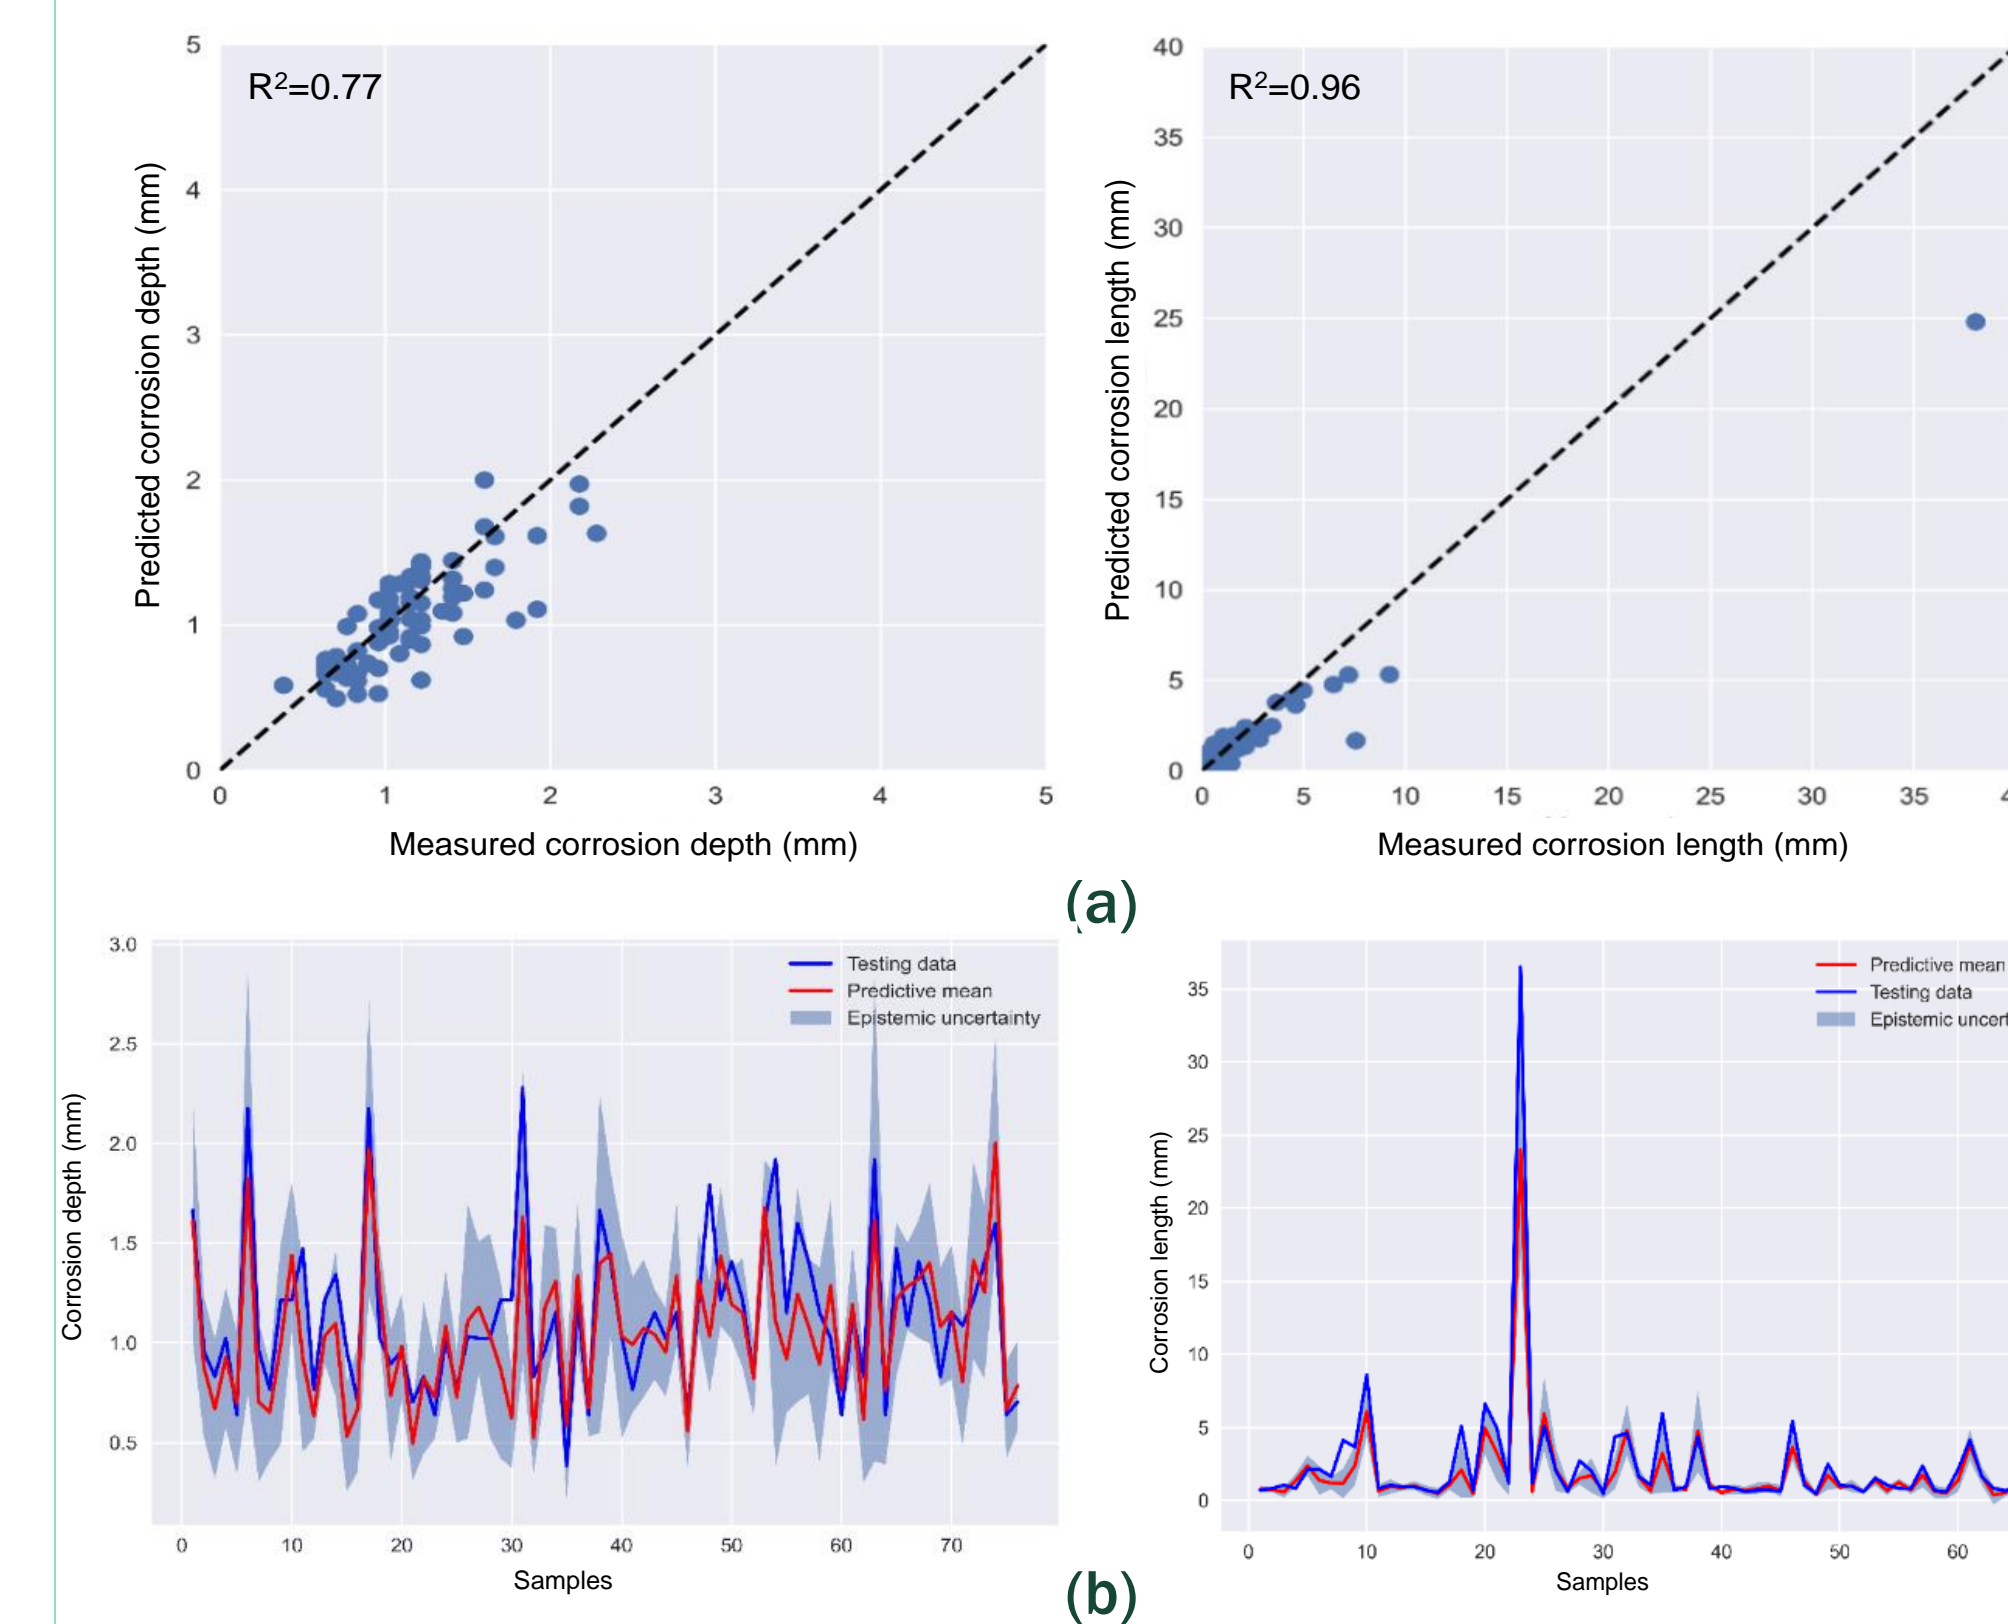 R²=0.77
Predicted corrosion depth (mm)
5
4
3
2
1
0
0 1 2 3 4 5
Measured corrosion depth (mm)
R²=0.96
Predicted corrosion length (mm)
40
35
30
25
20
15
10
5
0
0 5 10 15 20 25 30 35
Measured corrosion length (mm)
(a)
Corrosion depth (mm)
3.0
2.5
2.0
1.5
1.0
0.5
Testing data
Predictive mean
Epistemic uncertainty
0 10 20 30 40 50 60 70
Samples
Corrosion length (mm)
35
30
25
20
15
10
5
0
Predictive mean
Testing data
Epistemic uncert
0 10 20 30 40 50 60
Samples
(b)